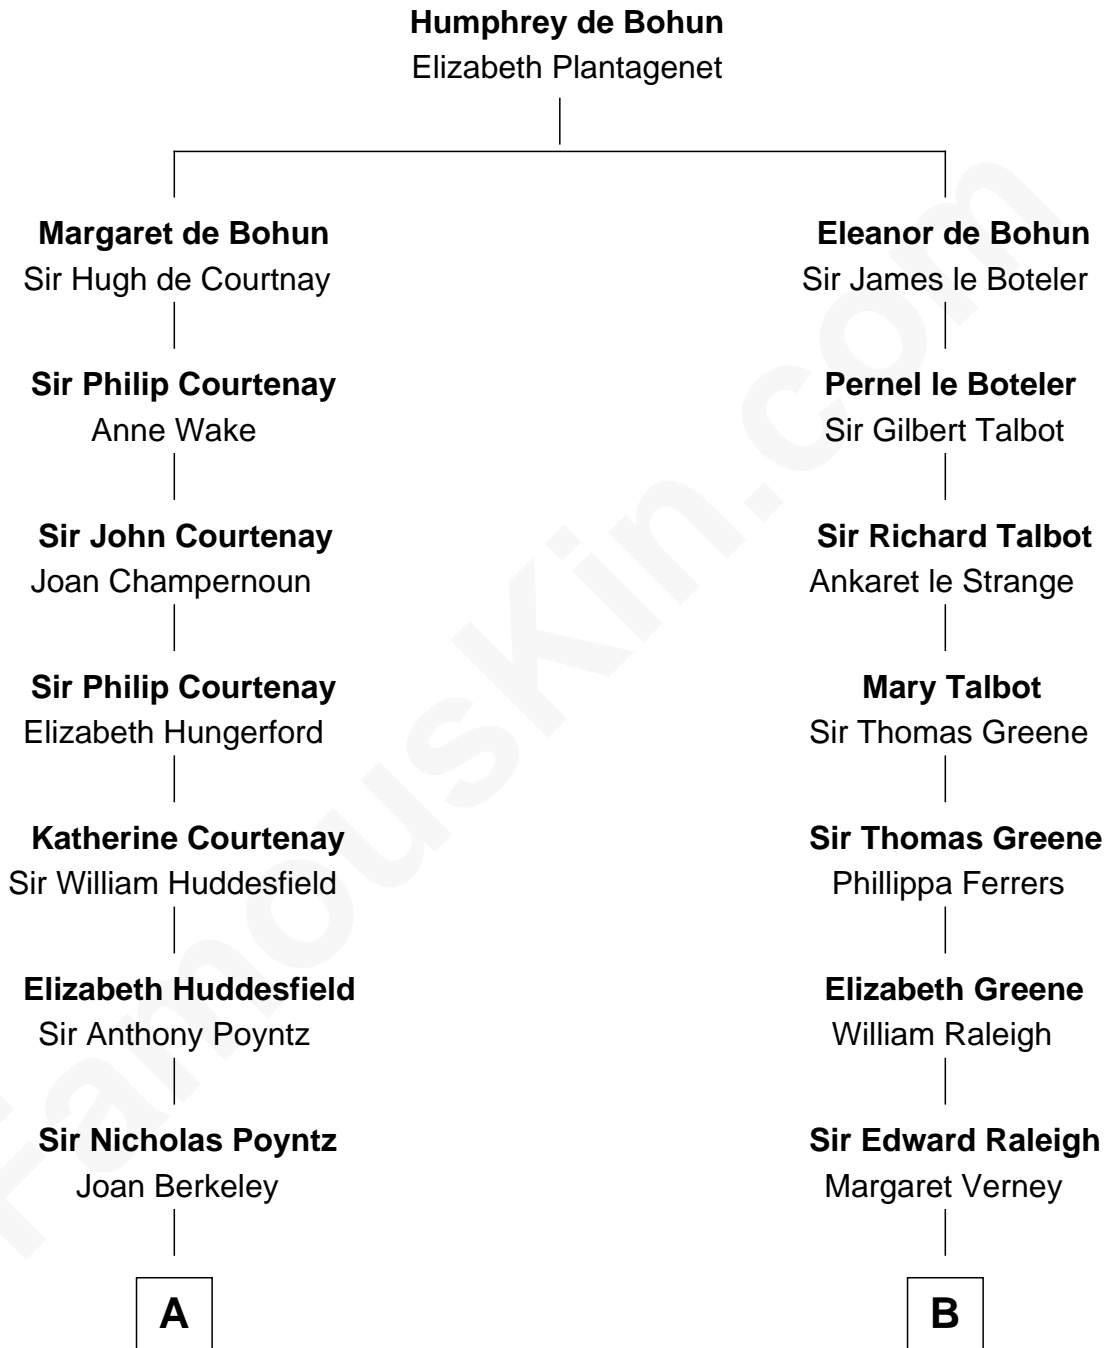 Humphrey de Bohun
Elizabeth Plantagenet
Margaret de Bohun
Sir Hugh de Courtnay
Sir Philip Courtenay
Anne Wake
Sir John Courtenay
Joan Champernoun
Sir Philip Courtenay
Elizabeth Hungerford
Katherine Courtenay
Sir William Huddesfield
Elizabeth Huddesfield
Sir Anthony Poyntz
Sir Nicholas Poyntz
Joan Berkeley
A
Eleanor de Bohun
Sir James le Boteler
Pernel le Boteler
Sir Gilbert Talbot
Sir Richard Talbot
Ankaret le Strange
Mary Talbot
Sir Thomas Greene
Sir Thomas Greene
Phillippa Ferrers
Elizabeth Greene
William Raleigh
Sir Edward Raleigh
Margaret Verney
B
FamousKin.com